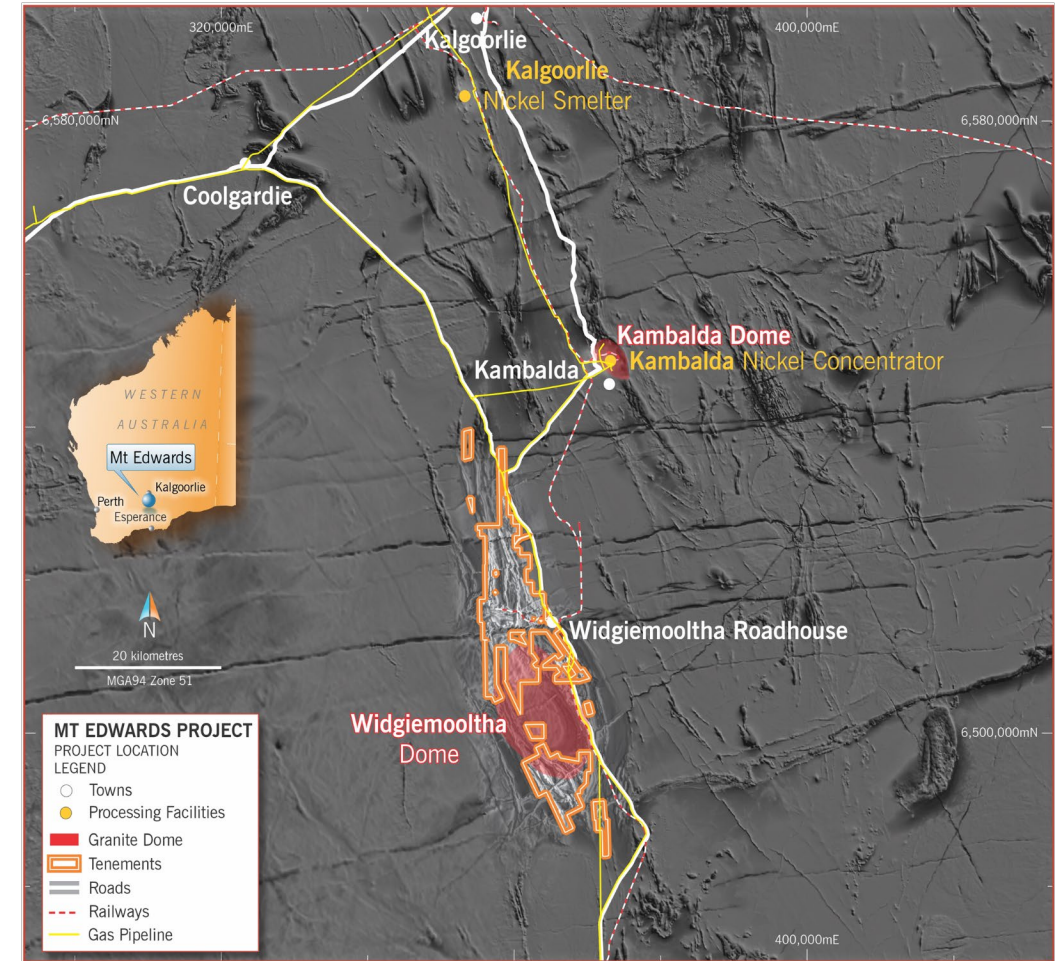 320,000mE
400,000mE
Kalgoorlie
Kalgoorlie
Nickel Smelter
6,580,000mN
6,580,000mN
Coolgardie
Kambalda Dome
Kambalda
Kambalda Nickel Concentrator
WESTERN
AUSTRALIA
Mt Edwards
Kalgoorlie
Perth
Esperance
N
20 kilometres
MGA94 Zone 51
Widgiemooltha Roadhouse
Widgiemooltha
Dome
6,500,000mN
MT EDWARDS PROJECT
PROJECT LOCATION
LEGEND
Towns
Processing Facilities
Granite Dome
Tenements
Roads
Railways
Gas Pipeline
400,000mE